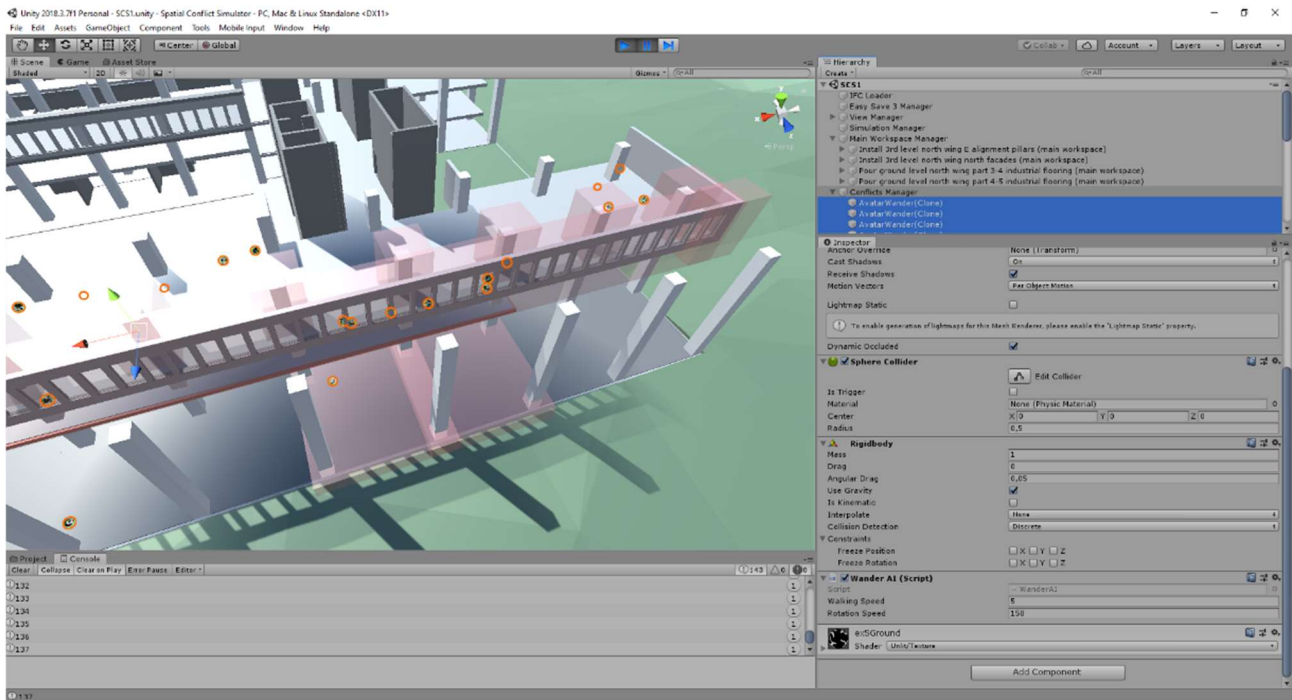 Unity 2018.3.7f1 Personal - SCS1.unity - Spatial Conflict Simulator - PC, Mac & Linux Standalone <DX11>
File Edit Assets GameObject Component Tools Mobile Input Window Help
Center Global Collab Account Layers Layout
Scene Game Asset Store
Shaded 2D Gizmos All
y
x
Persp
Console
Hierarchy
Create All
SCS1
IFC Loader
Easy Save 3 Manager
View Manager
Simulation Manager
Main Workspace Manager
Install 3rd level north wing E alignment pillars (main workspace)
Install 3rd level north wing north facades (main workspace)
Pour ground level north wing part 3-4 industrial flooring (main workspace)
Pour ground level north wing part 4-5 industrial flooring (main workspace)
Conflicts Manager
AvatarWander(Clone)
AvatarWander(Clone)
AvatarWander(Clone)
Inspector
Anchor Override None (Transform)
Cast Shadows On
Receive Shadows
Motion Vectors Per Object Motion
Lightmap Static
To enable generation of lightmaps for this Mesh Renderer, please enable the 'Lightmap Static' property.
Dynamic Occluded
Sphere Collider
Edit Collider
Is Trigger
Material None (Physic Material)
Center X 0 Y 0 Z 0
Radius 0,5
Rigidbody
Mass 1
Drag 0
Angular Drag 0,05
Use Gravity
Is Kinematic
Interpolate None
Collision Detection Discrete
Constraints
Freeze Position X Y Z
Freeze Rotation X Y Z
Wander AI (Script)
Script WanderAI
Walking Speed 5
Rotation Speed 150
exSGround
Shader Unlit/Texture
Add Component
Project Console
Clear Collapse Clear on Play Error Pause Editor 143 0 0
132 1
133 1
134 1
135 1
136 1
137 1
137